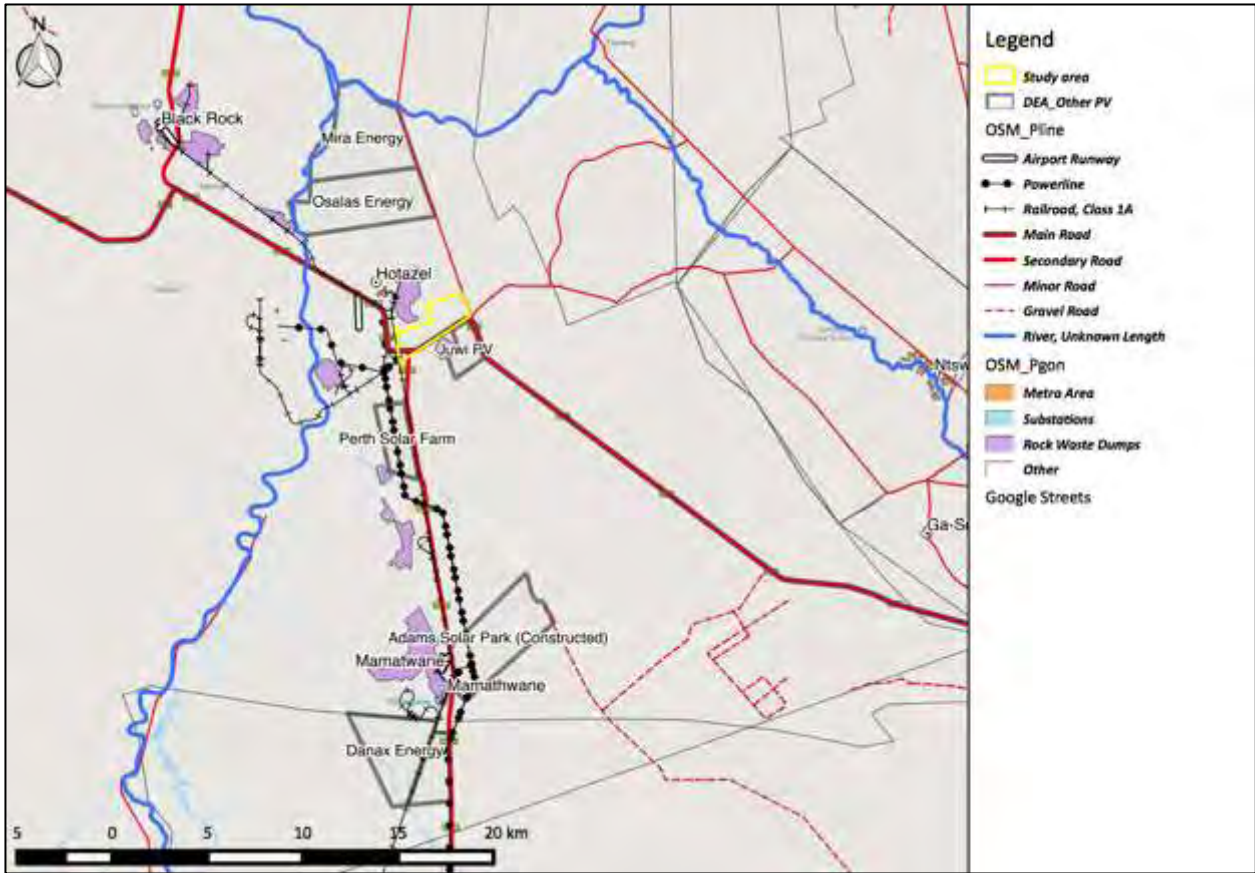 N
Black Rock
Mira Energy
Osalas Energy
Hotazel
Juwi PV
Ntsw
Perth Solar Farm
Ga-S
Adams Solar Park (Constructed)
Mamatwane
Mamathwane
Danax Energy
5 0 5 10 15 20 km
Legend
Study area
DEA_Other PV
OSM_Pline
Airport Runway
Powerline
Railroad, Class 1A
Main Road
Secondary Road
Minor Road
Gravel Road
River, Unknown Length
OSM_Pgon
Metro Area
Substations
Rock Waste Dumps
Other
Google Streets